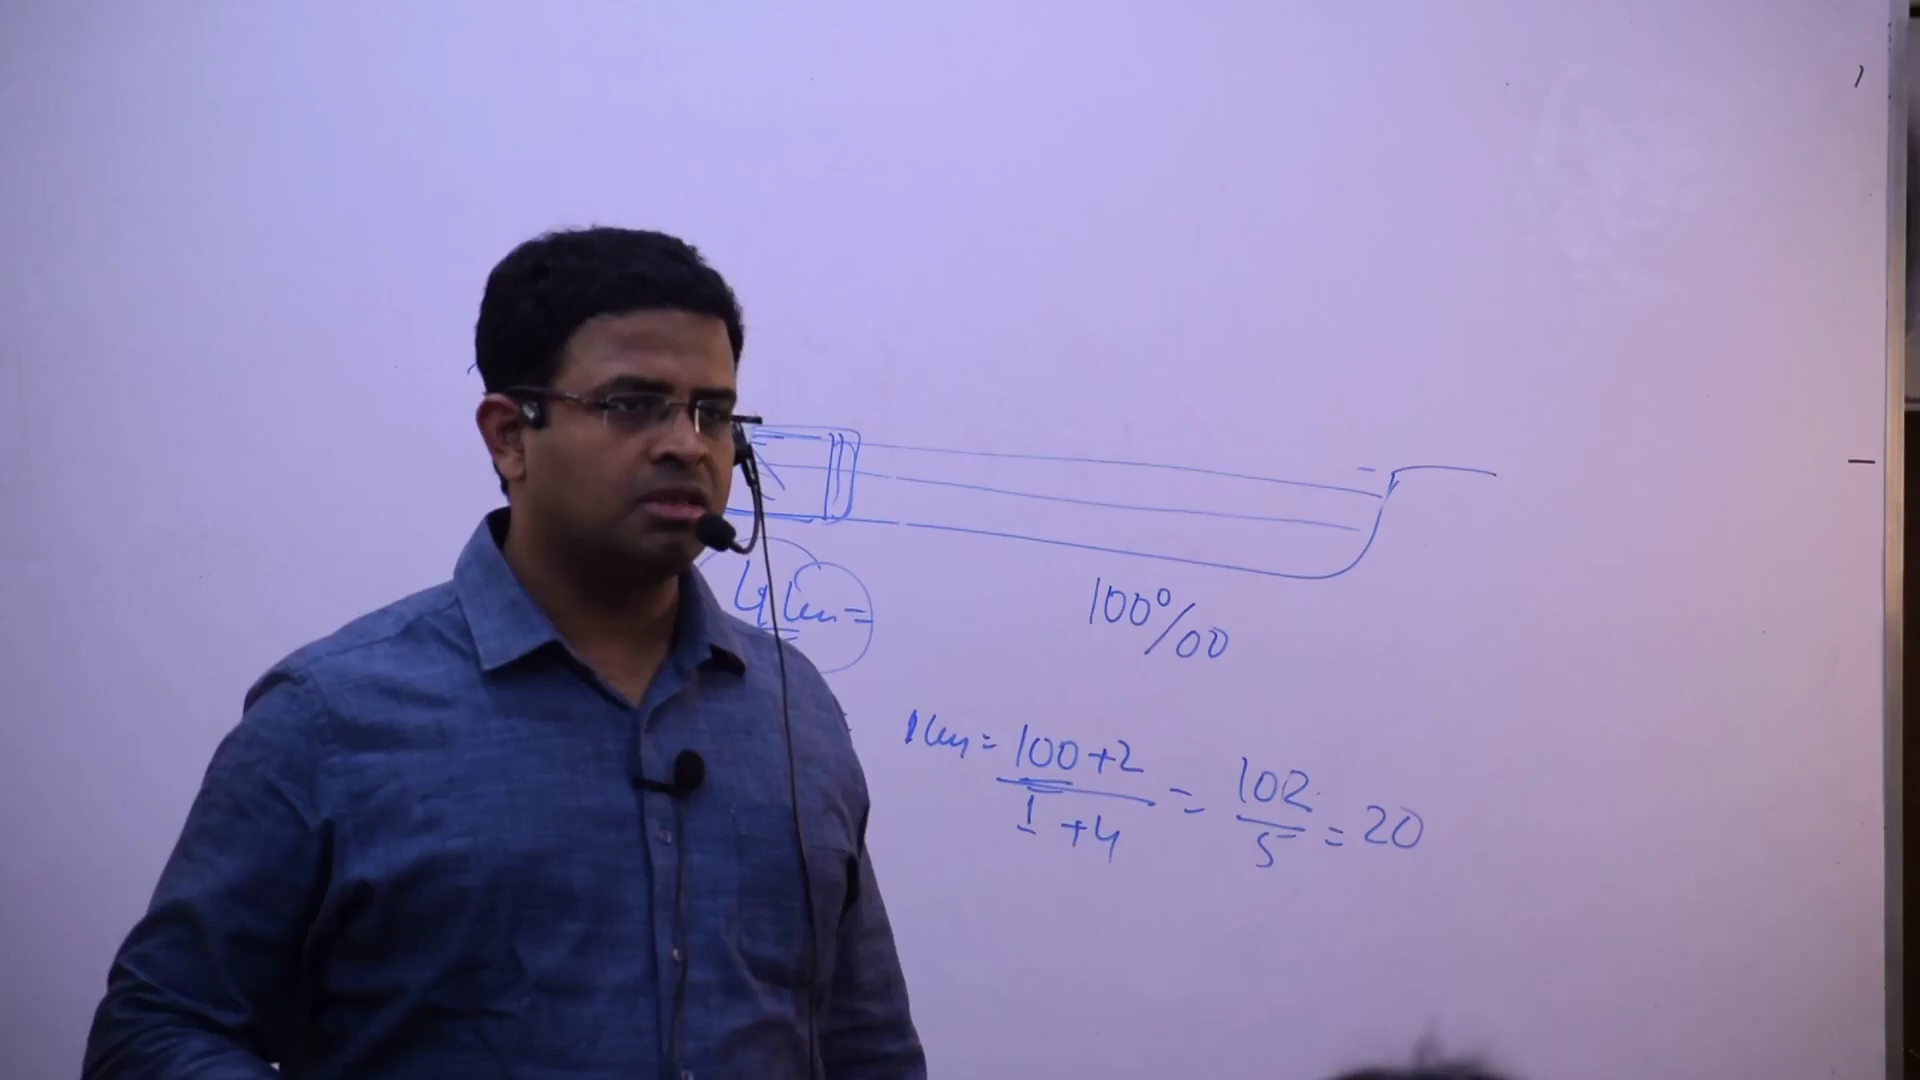 4km=
100%00
1km = 100+2 / 1+4 = 102 / 5 = 20